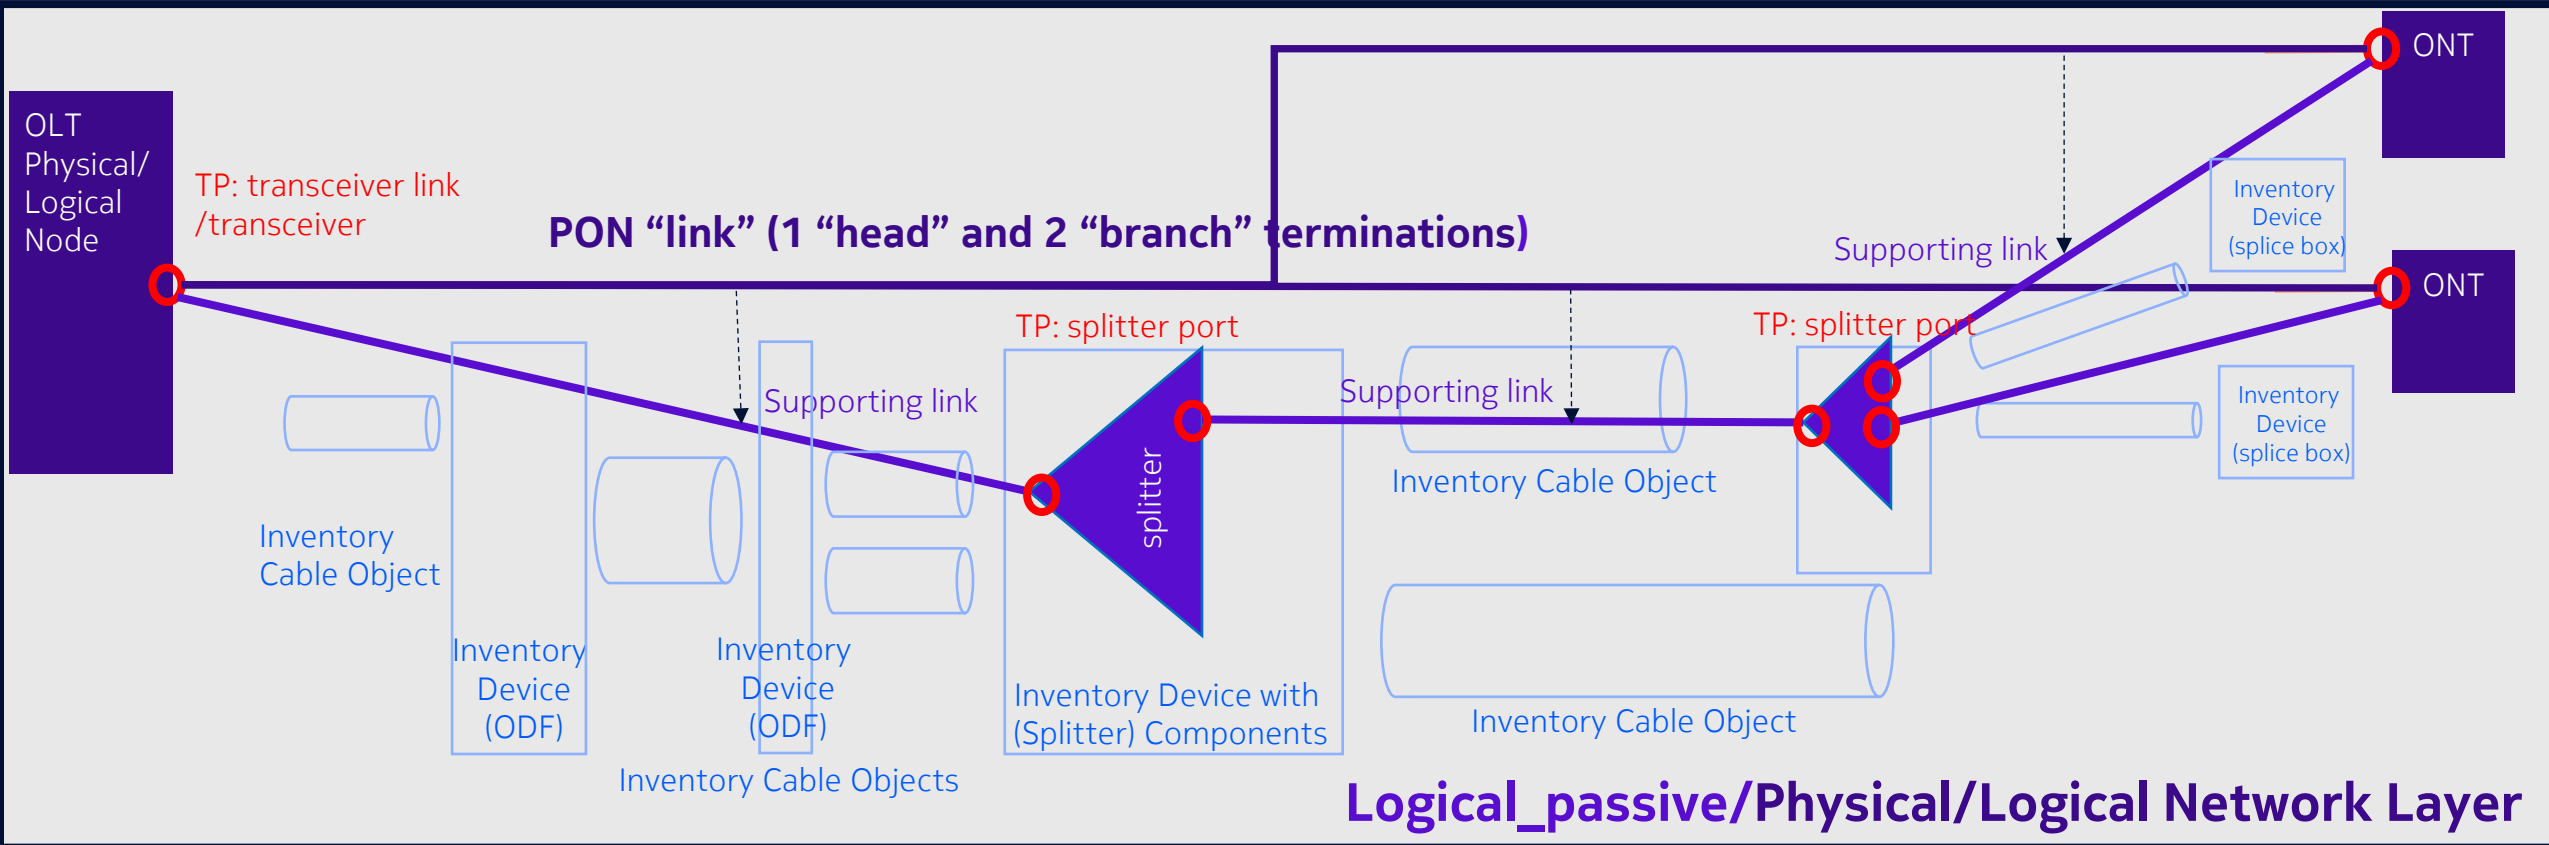 ONT
OLT
Physical/
Logical
Node
TP: transceiver link
/transceiver
PON “link” (1 “head” and 2 “branch” terminations)
Supporting link
Inventory
Device
(splice box)
ONT
TP: splitter port
TP: splitter port
Supporting link
Supporting link
splitter
Inventory Cable Object
Inventory
Device
(splice box)
Inventory
Cable Object
Inventory
Device
(ODF)
Inventory
Device
(ODF)
Inventory Device with
(Splitter) Components
Inventory Cable Object
Inventory Cable Objects
Logical_passive/Physical/Logical Network Layer